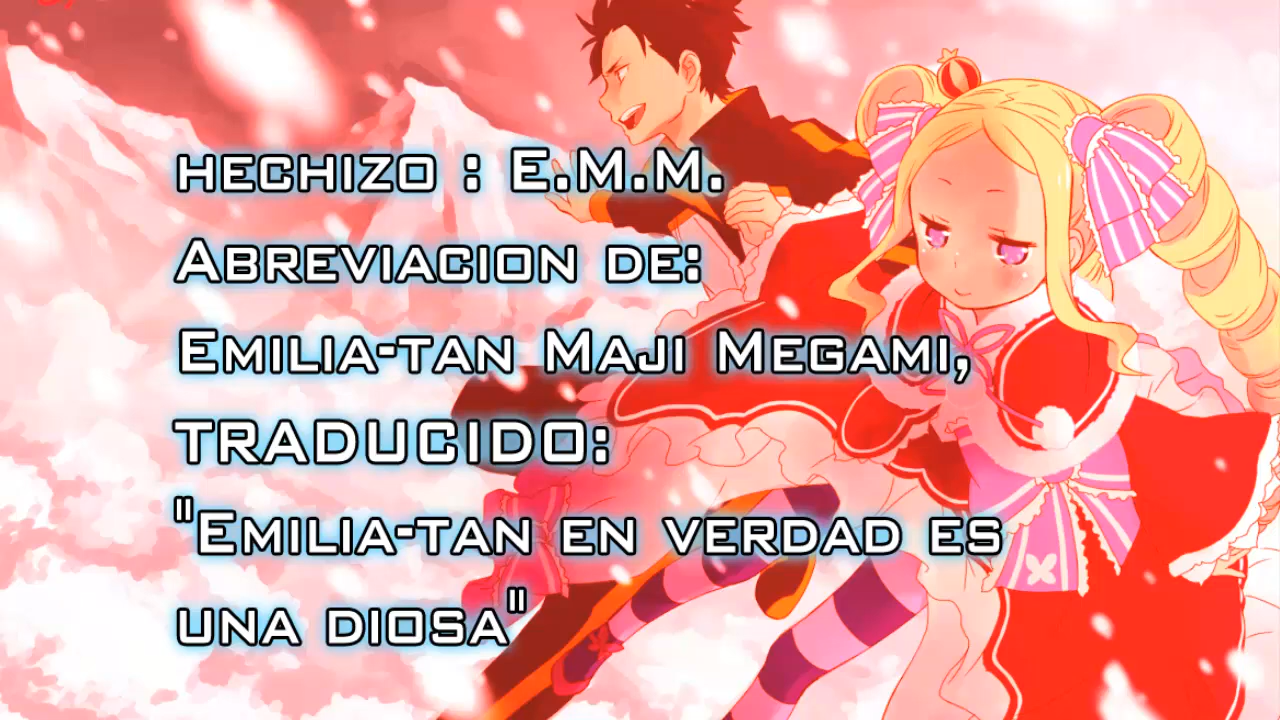 HECHIZO : E.M.M.
ABREVIACION DE:
EMILIA-TAN MAJI MEGAMI,
TRADUCIDO:
"EMILIA-TAN EN VERDAD ES
UNA DIOSA"